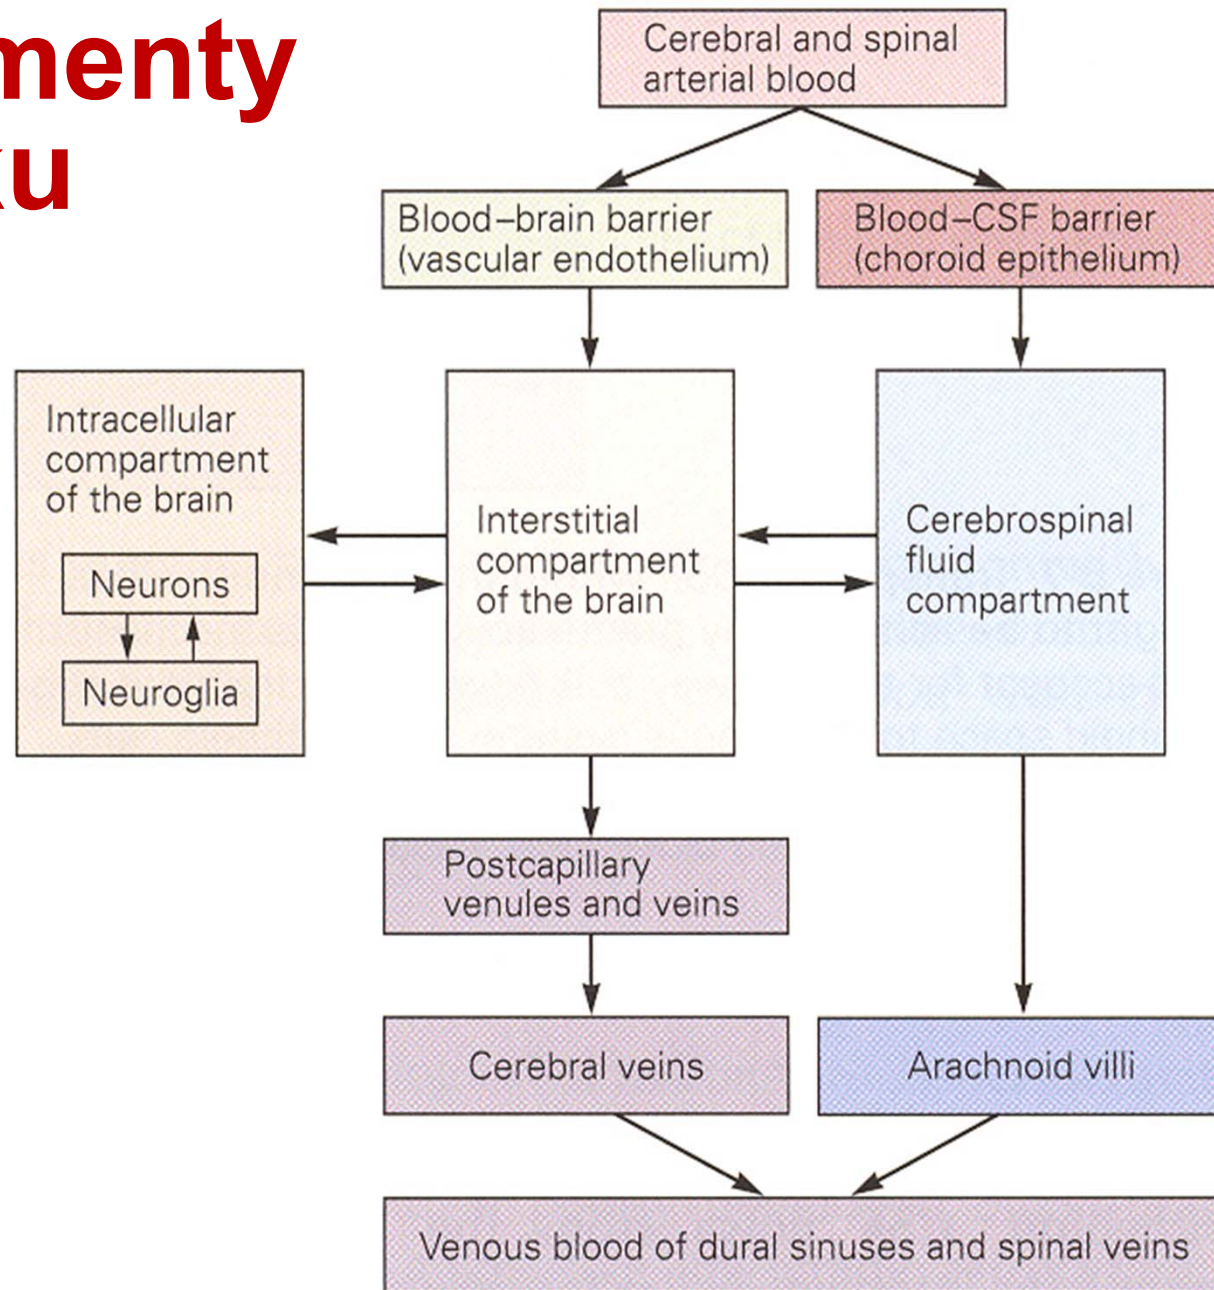 menty
ku
Cerebral and spinal
arterial blood
Blood–brain barrier
(vascular endothelium)
Blood–CSF barrier
(choroid epithelium)
Intracellular
compartment
of the brain
Neurons
Neuroglia
Interstitial
compartment
of the brain
Cerebrospinal
fluid
compartment
Postcapillary
venules and veins
Cerebral veins
Arachnoid villi
Venous blood of dural sinuses and spinal veins